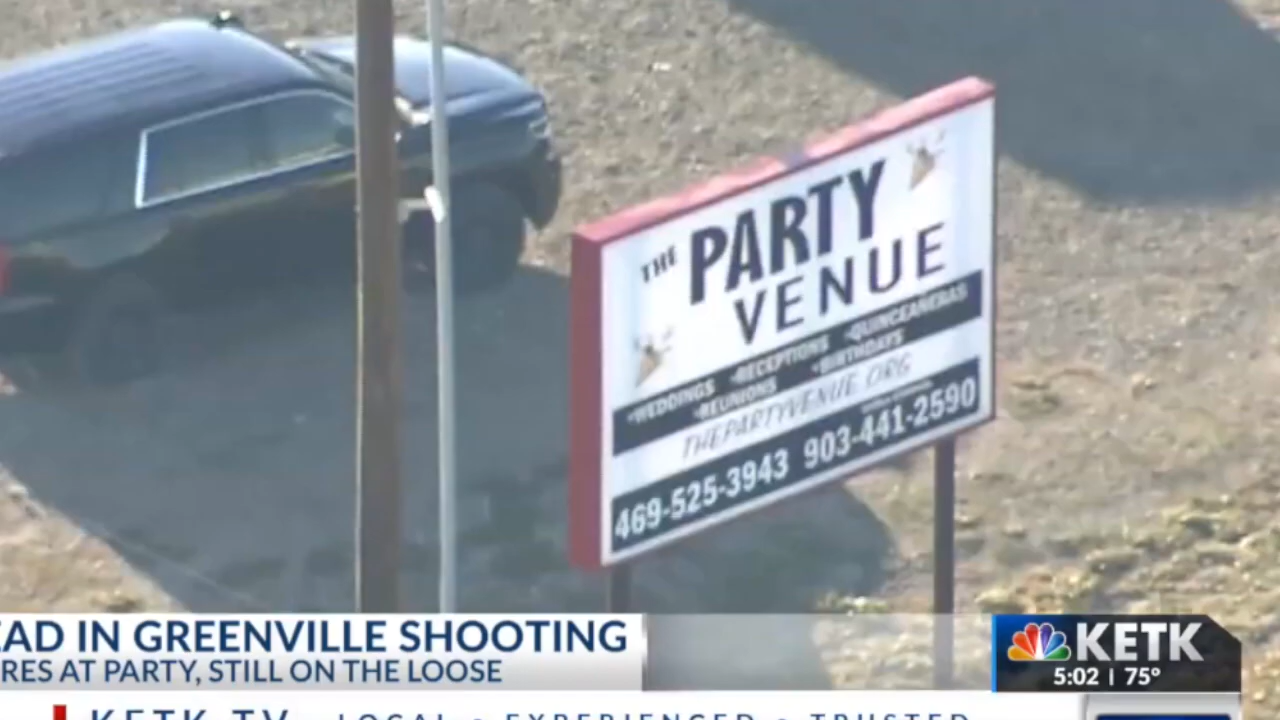 THE PARTY
VENUE
•WEDDINGS •RECEPTIONS •QUINCEANERAS
•REUNIONS •BIRTHDAYS
THEPARTYVENUE.ORG
469-525-3943 903-441-2590
EAD IN GREENVILLE SHOOTING
RES AT PARTY, STILL ON THE LOOSE
KETK
5:02 | 75°
KETK TV LOCAL • EXPERIENCED • TRUSTED